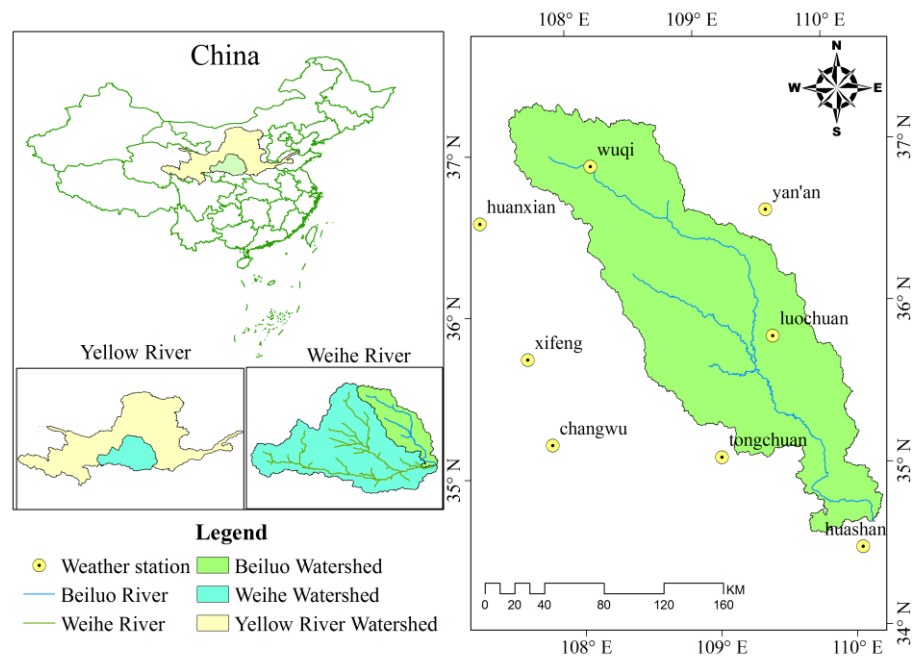 China
Yellow River
Weihe River
Legend
Weather station
Beiluo Watershed
Beiluo River
Weihe Watershed
Weihe River
Yellow River Watershed
108° E
109° E
110° E
N
W
E
S
37° N
36° N
35° N
wuqi
yan'an
huanxian
luochuan
xifeng
changwu
tongchuan
huashan
37° N
36° N
35° N
34° N
KM
0 20 40 80 120 160
108° E
109° E
110° E